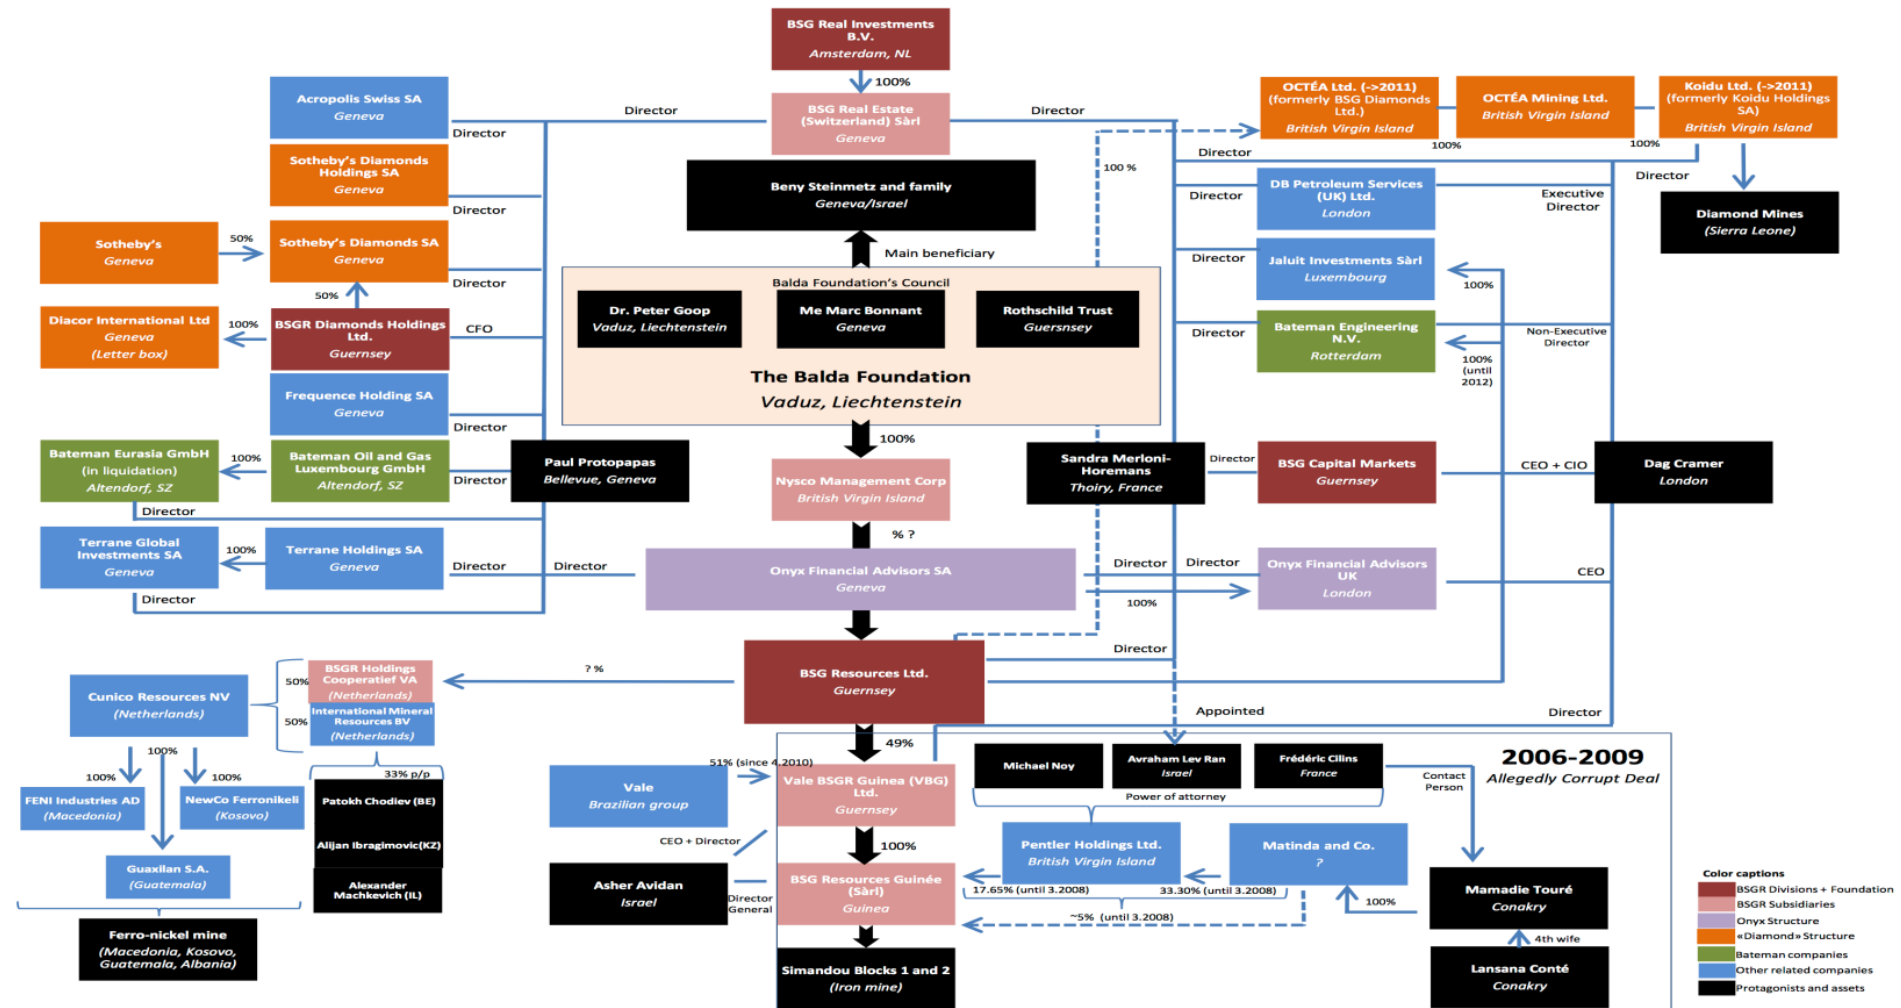 BSG Real Investments
B.V.
Amsterdam, NL
100%
BSG Real Estate
(Switzerland) Sàrl
Geneva
Director
Director
Acropolis Swiss SA
Geneva
Director
Sotheby's Diamonds
Holdings SA
Geneva
Director
Sotheby's
Geneva
50%
Sotheby's Diamonds SA
Geneva
Director
50%
Diacor International Ltd
Geneva
(Letter box)
100%
BSGR Diamonds Holdings
Ltd.
Guernsey
CFO
Frequence Holding SA
Geneva
Director
Bateman Eurasia GmbH
(in liquidation)
Altendorf, SZ
100%
Bateman Oil and Gas
Luxembourg GmbH
Altendorf, SZ
Director
Paul Protopapas
Bellevue, Geneva
Director
Terrane Global
Investments SA
Geneva
100%
Terrane Holdings SA
Geneva
Director
Director
Director
Beny Steinmetz and family
Geneva/Israel
Main beneficiary
Balda Foundation's Council
Dr. Peter Goop
Vaduz, Liechtenstein
Me Marc Bonnant
Geneva
Rothschild Trust
Guersnsey
The Balda Foundation
Vaduz, Liechtenstein
100%
Nysco Management Corp
British Virgin Island
% ?
Onyx Financial Advisors SA
Geneva
Director
Director
100%
Onyx Financial Advisors
UK
London
CEO
OCTÉA Ltd. (->2011)
(formerly BSG Diamonds
Ltd.)
British Virgin Island
OCTÉA Mining Ltd.
British Virgin Island
Koidu Ltd. (->2011)
(formerly Koidu Holdings
SA)
British Virgin Island
100%
100%
100 %
Director
Director
Diamond Mines
(Sierra Leone)
Director
DB Petroleum Services
(UK) Ltd.
London
Executive
Director
Director
Jaluit Investments Sàrl
Luxembourg
100%
Director
Bateman Engineering
N.V.
Rotterdam
Non-Executive
Director
100%
(until
2012)
Sandra Merloni-
Horemans
Thoiry, France
Director
BSG Capital Markets
Guernsey
CEO + CIO
Dag Cramer
London
BSG Resources Ltd.
Guernsey
Director
? %
BSGR Holdings
Cooperatief VA
(Netherlands)
50%
50%
International Mineral
Resources BV
(Netherlands)
Cunico Resources NV
(Netherlands)
100%
100%
100%
FENI Industries AD
(Macedonia)
NewCo Ferronikeli
(Kosovo)
Guaxilan S.A.
(Guatemala)
33% p/p
Patokh Chodiev (BE)
Alijan Ibragimovic(KZ)
Alexander
Machkevich (IL)
Ferro-nickel mine
(Macedonia, Kosovo,
Guatemala, Albania)
Appointed
Director
49%
51% (since 4.2010)
Vale
Brazilian group
Vale BSGR Guinea (VBG)
Ltd.
Guernsey
CEO + Director
Asher Avidan
Israel
Director
General
100%
BSG Resources Guinée
(Sàrl)
Guinea
Simandou Blocks 1 and 2
(Iron mine)
Michael Noy
Avraham Lev Ran
Israel
Frédéric Cilins
France
Power of attorney
2006-2009
Allegedly Corrupt Deal
Contact
Person
Pentler Holdings Ltd.
British Virgin Island
Matinda and Co.
?
17.65% (until 3.2008)
33.30% (until 3.2008)
~5% (until 3.2008)
100%
Mamadie Touré
Conakry
4th wife
Lansana Conté
Conakry
Color captions
BSGR Divisions + Foundation
BSGR Subsidiaries
Onyx Structure
«Diamond» Structure
Bateman companies
Other related companies
Protagonists and assets